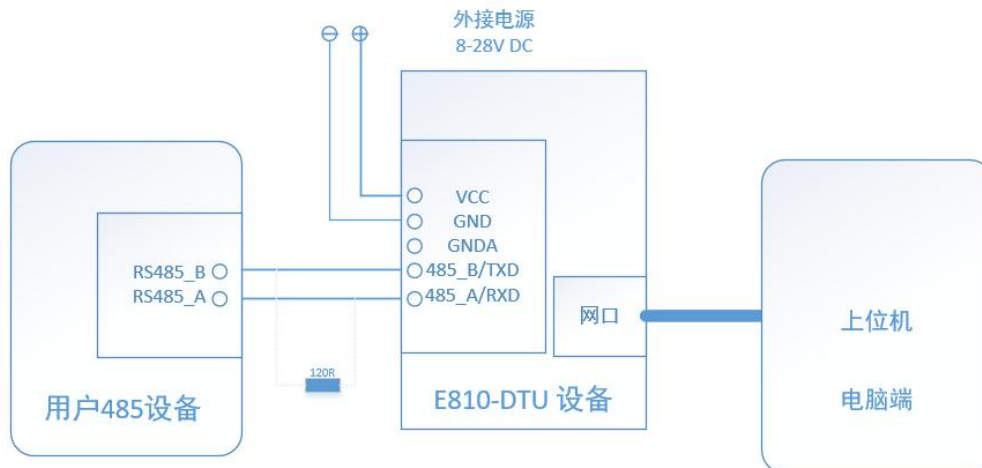 外接电源
8-28V DC
VCC
GND
GNDA
RS485_B
485_B/TXD
RS485_A
485_A/RXD
网口
上位机
120R
用户485设备
E810-DTU 设备
电脑端